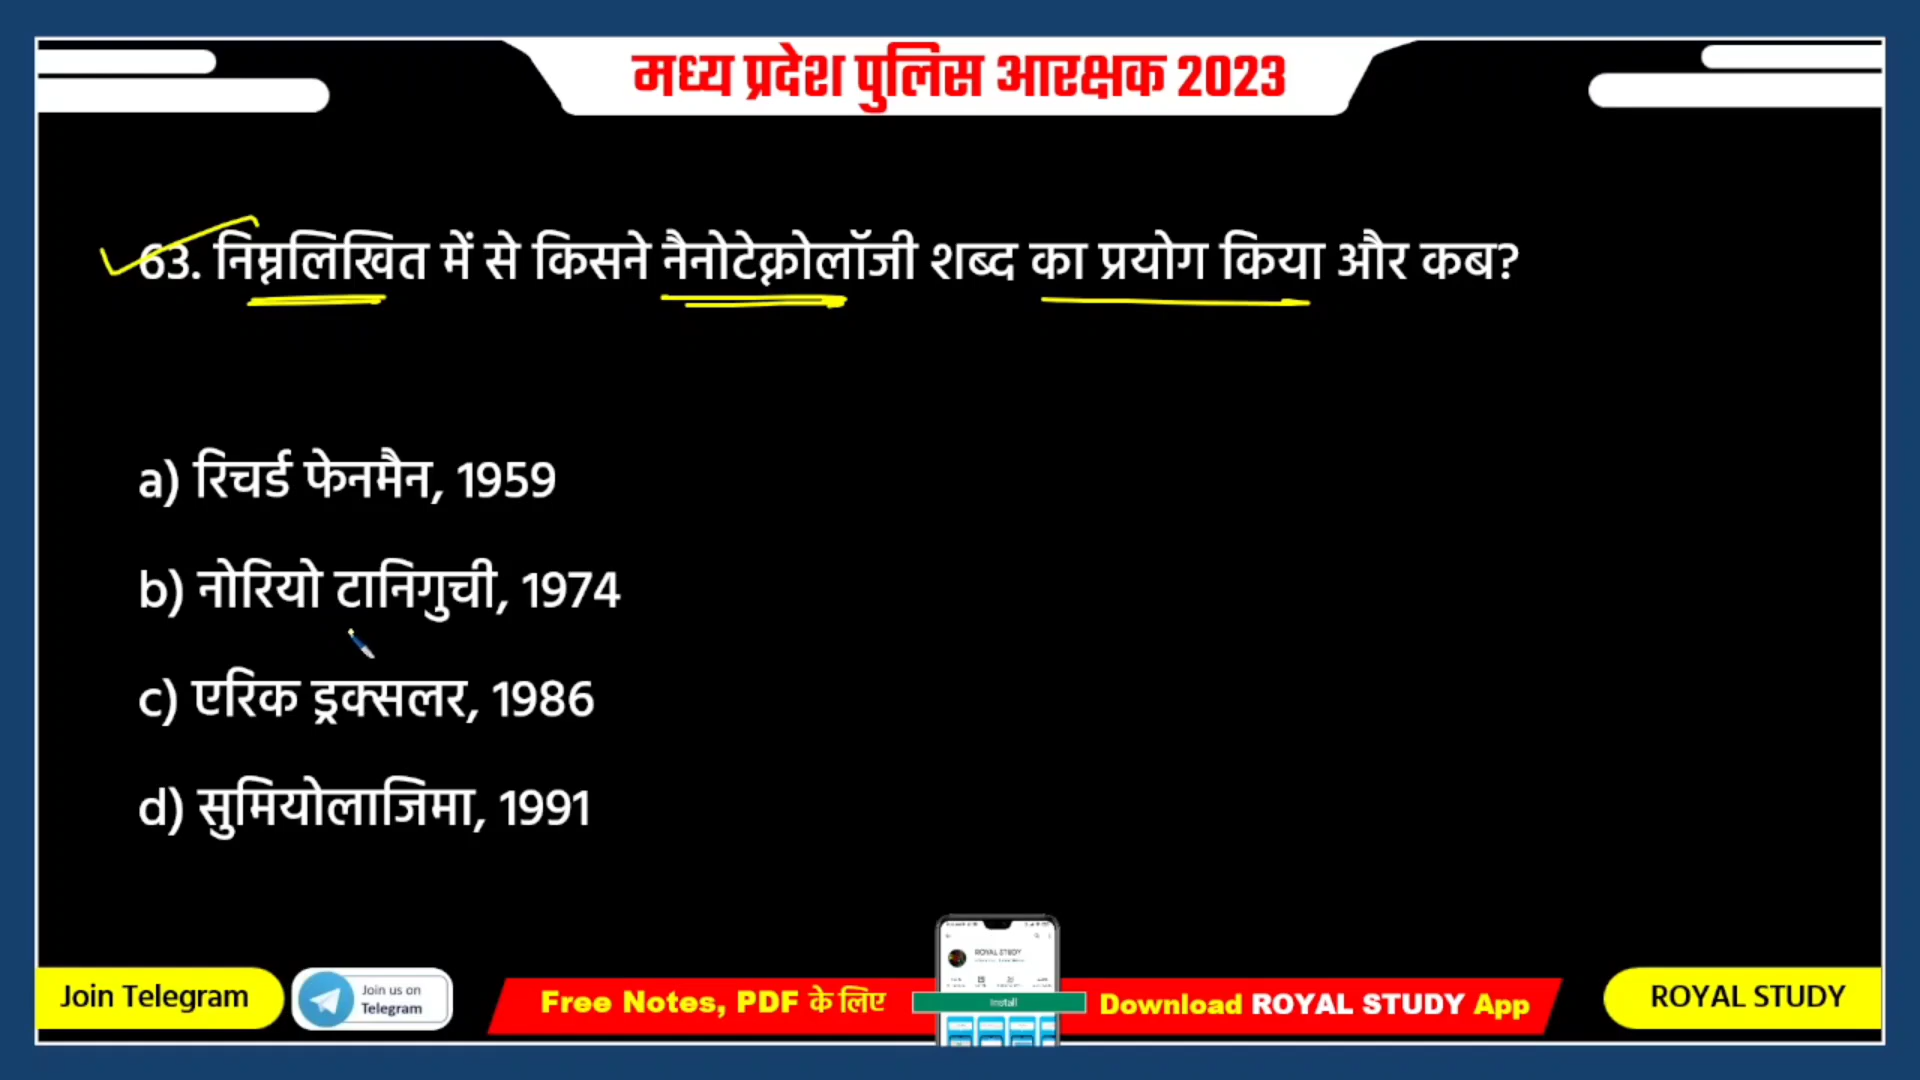 मध्य प्रदेश पुलिस आरक्षक 2023
63. निम्नलिखित में से किसने नैनोटेक्नोलॉजी शब्द का प्रयोग किया और कब?
a) रिचर्ड फेनमैन, 1959
b) नोरियो टानिगुची, 1974
c) एरिक ड्रक्सलर, 1986
d) सुमियोलाजिमा, 1991
Join Telegram
Join us on
Telegram
Free Notes, PDF के लिए
ROYAL STUDY
Install
Download ROYAL STUDY App
ROYAL STUDY